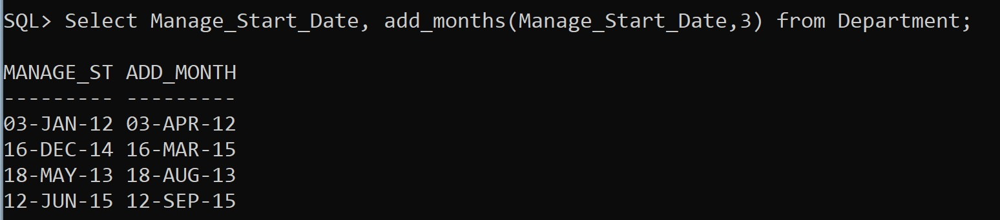 SQL> Select Manage_Start_Date, add_months(Manage_Start_Date,3) from Department;
MANAGE_ST ADD_MONTH
--------- ---------
03-JAN-12 03-APR-12
16-DEC-14 16-MAR-15
18-MAY-13 18-AUG-13
12-JUN-15 12-SEP-15